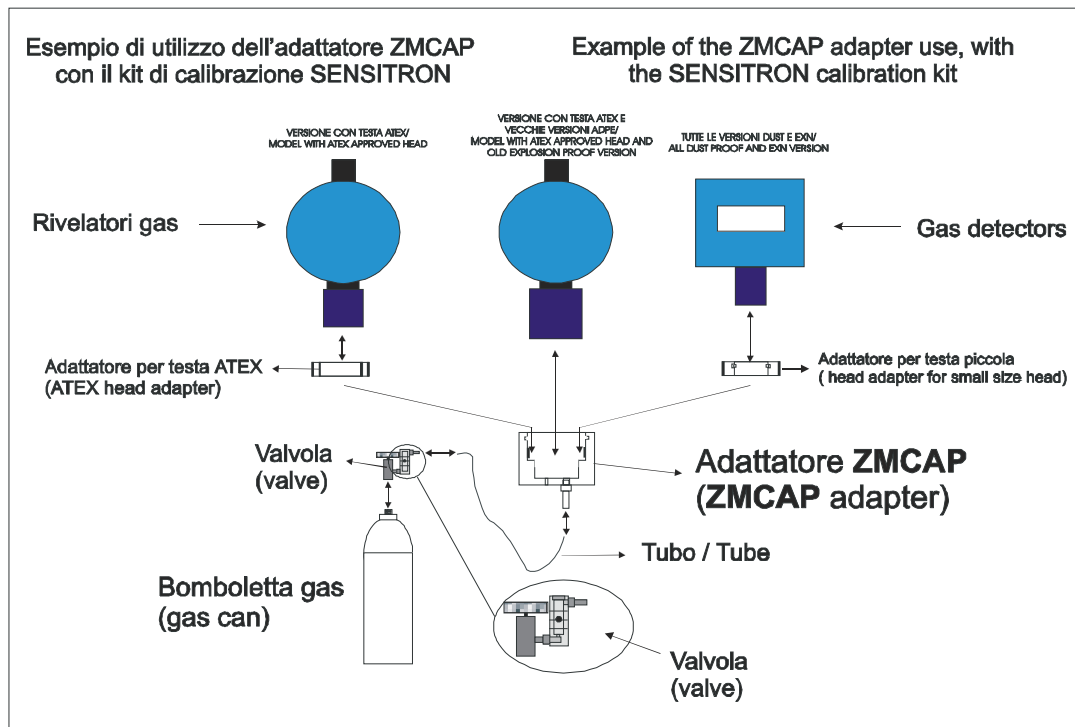 Esempio di utilizzo dell'adattatore ZMCAP
con il kit di calibrazione SENSITRON
Example of the ZMCAP adapter use, with
the SENSITRON calibration kit
VERSIONE CON TESTA ATEX/
MODEL WITH ATEX APPROVED HEAD
VERSIONE CON TESTA ATEX E
VECCHIE VERSIONI ADPE/
MODEL WITH ATEX APPROVED HEAD AND
OLD EXPLOSION PROOF VERSION
TUTTE LE VERSIONI DUST E EXN/
ALL DUST PROOF AND EXN VERSION
Rivelatori gas
Gas detectors
Adattatore per testa ATEX
(ATEX head adapter)
Adattatore per testa piccola
( head adapter for small size head)
Valvola
(valve)
Adattatore ZMCAP
(ZMCAP adapter)
Tubo / Tube
Bomboletta gas
(gas can)
Valvola
(valve)